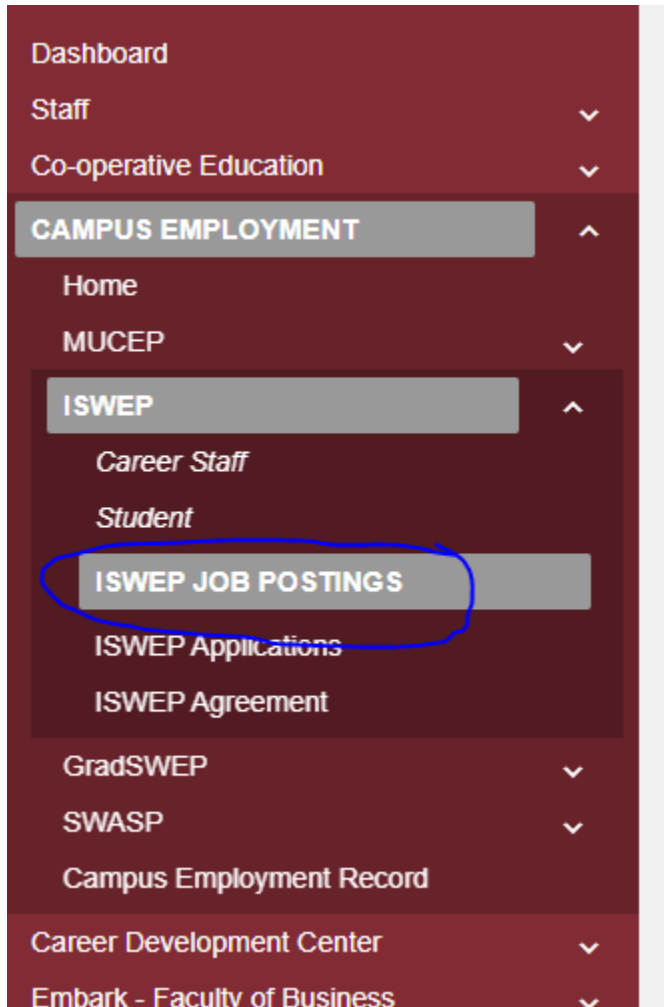 Dashboard
Staff
Co-operative Education
CAMPUS EMPLOYMENT
Home
MUCEP
ISWEP
Career Staff
Student
ISWEP JOB POSTINGS
ISWEP Applications
ISWEP Agreement
GradSWEP
SWASP
Campus Employment Record
Career Development Center
Embark - Faculty of Business